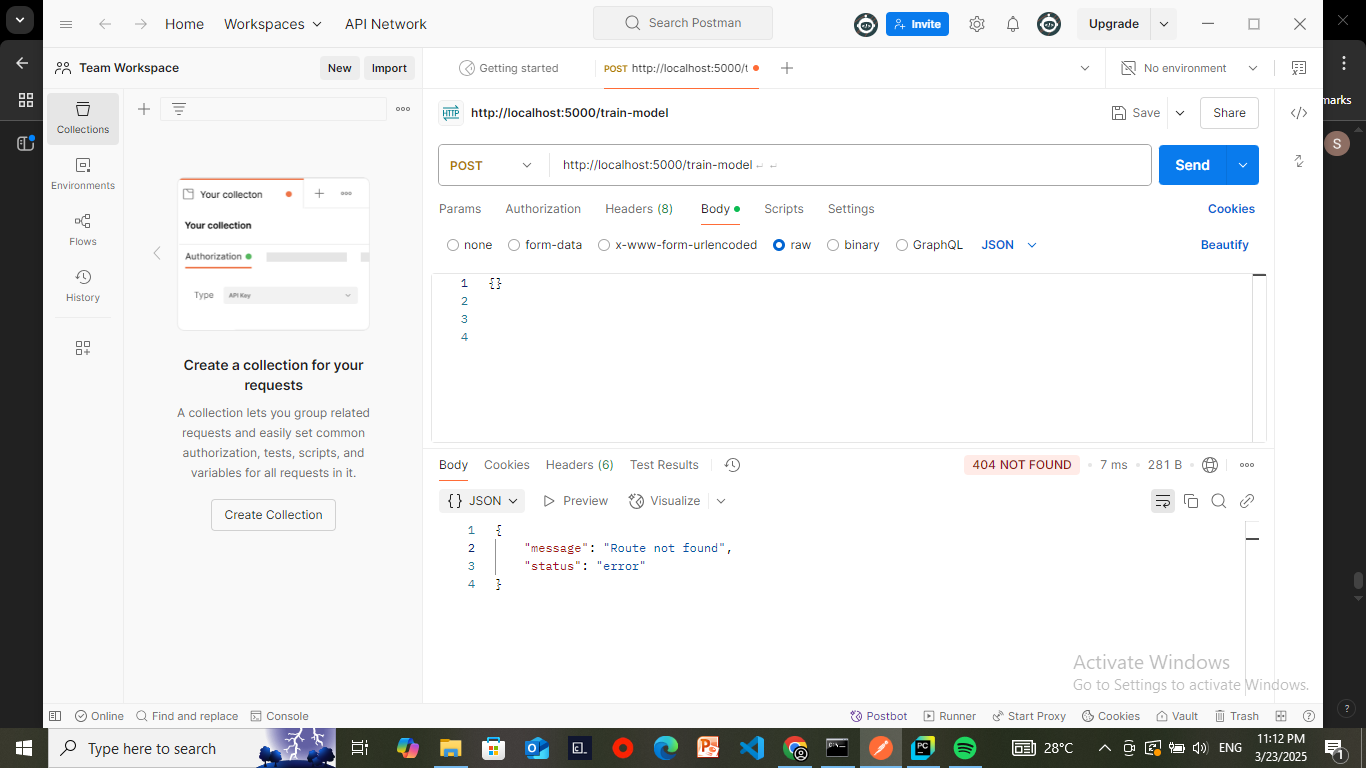 Home
Workspaces
API Network
Search Postman
Invite
Upgrade
Team Workspace
New
Import
Getting started
POST http://localhost:5000/t
No environment
marks
Collections
Environments
Flows
History
HTTP
http://localhost:5000/train-model
Save
Share
S
POST
http://localhost:5000/train-model
Send
Params
Authorization
Headers (8)
Body
Scripts
Settings
Cookies
none
form-data
x-www-form-urlencoded
raw
binary
GraphQL
JSON
Beautify
1 {}
2
3
4
Your collecton
Your collection
Authorization
Type
API Key
Create a collection for your
requests
A collection lets you group related
requests and easily set common
authorization, tests, scripts, and
variables for all requests in it.
Create Collection
Body
Cookies
Headers (6)
Test Results
404 NOT FOUND
7 ms
281 B
{} JSON
Preview
Visualize
1 {
2 "message": "Route not found",
3 "status": "error"
4 }
Activate Windows
Go to Settings to activate Windows.
Online
Find and replace
Console
Postbot
Runner
Start Proxy
Cookies
Vault
Trash
Type here to search
PC
28°C
ENG
11:12 PM
3/23/2025
1